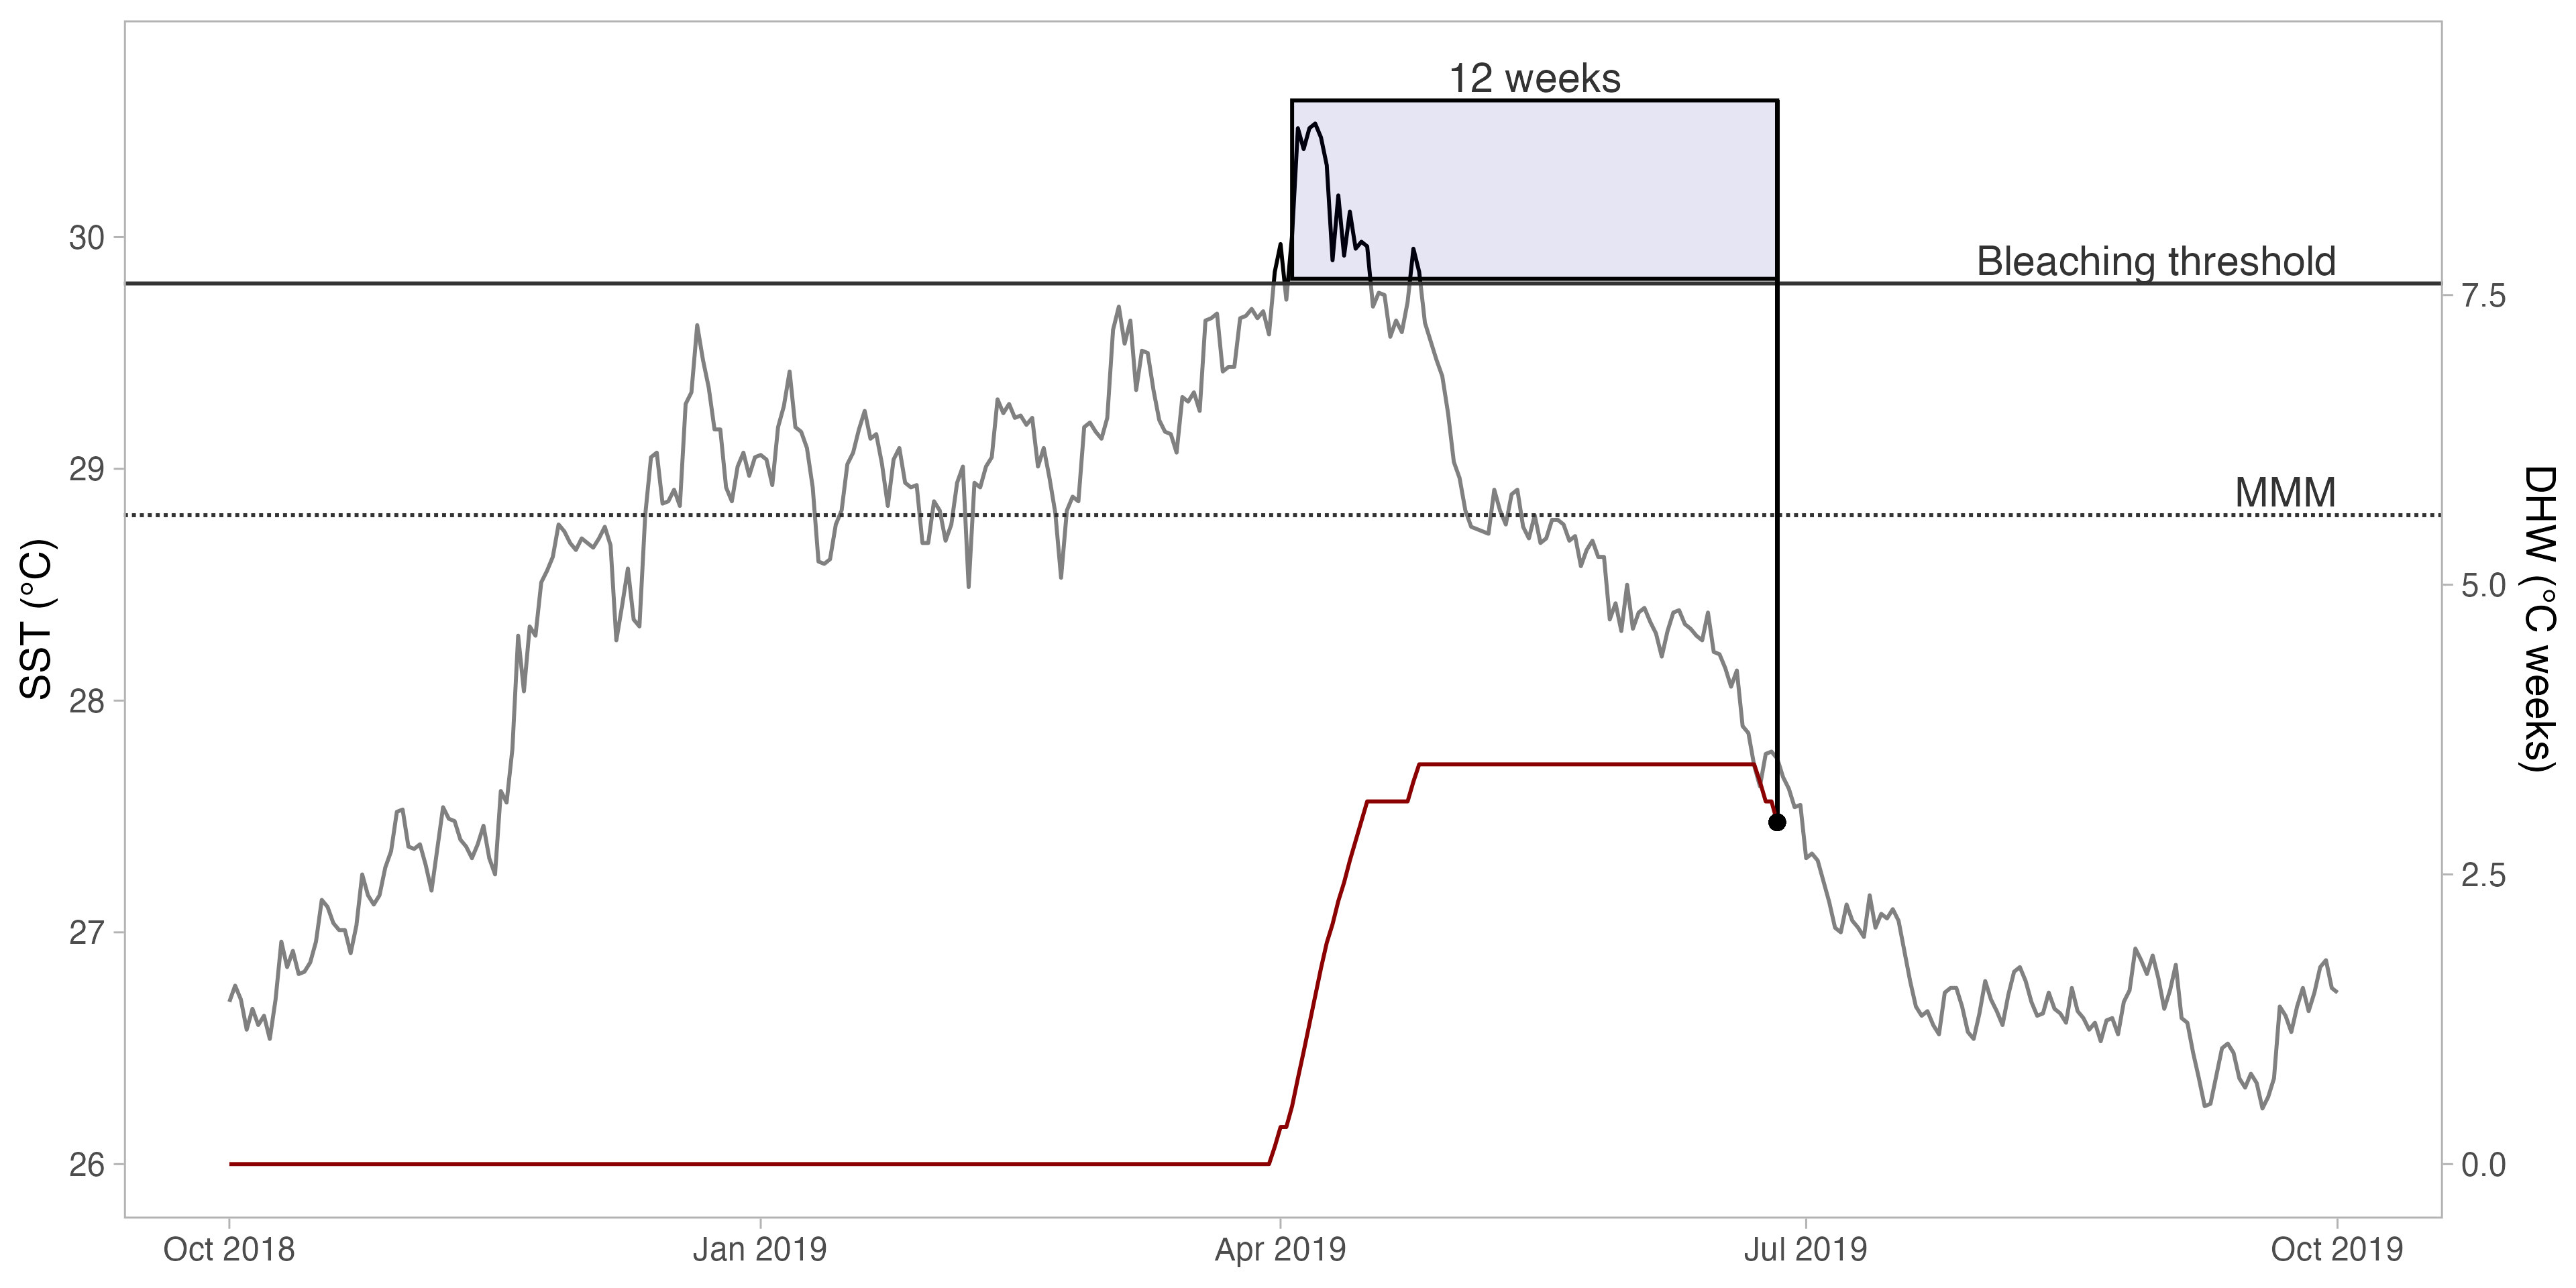 12 weeks
30
Bleaching threshold
7.5
29
MMM
SST (°C)
DHW (°C weeks)
5.0
28
2.5
27
26
0.0
Oct 2018
Jan 2019
Apr 2019
Jul 2019
Oct 2019